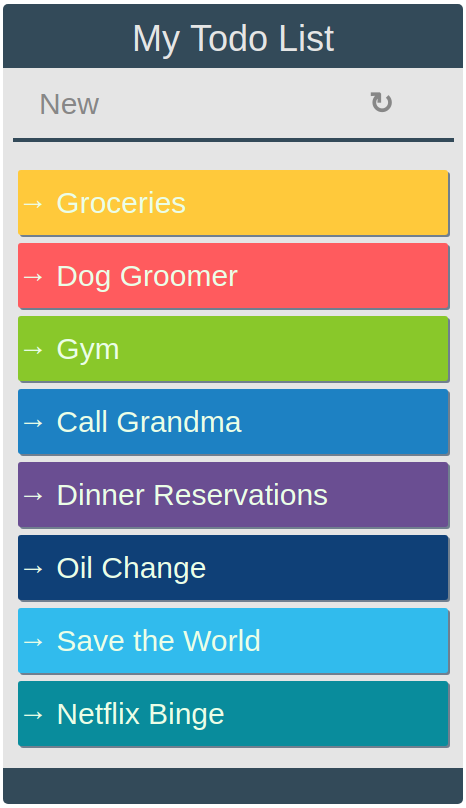 My Todo List
New ↻
→ Groceries
→ Dog Groomer
→ Gym
→ Call Grandma
→ Dinner Reservations
→ Oil Change
→ Save the World
→ Netflix Binge